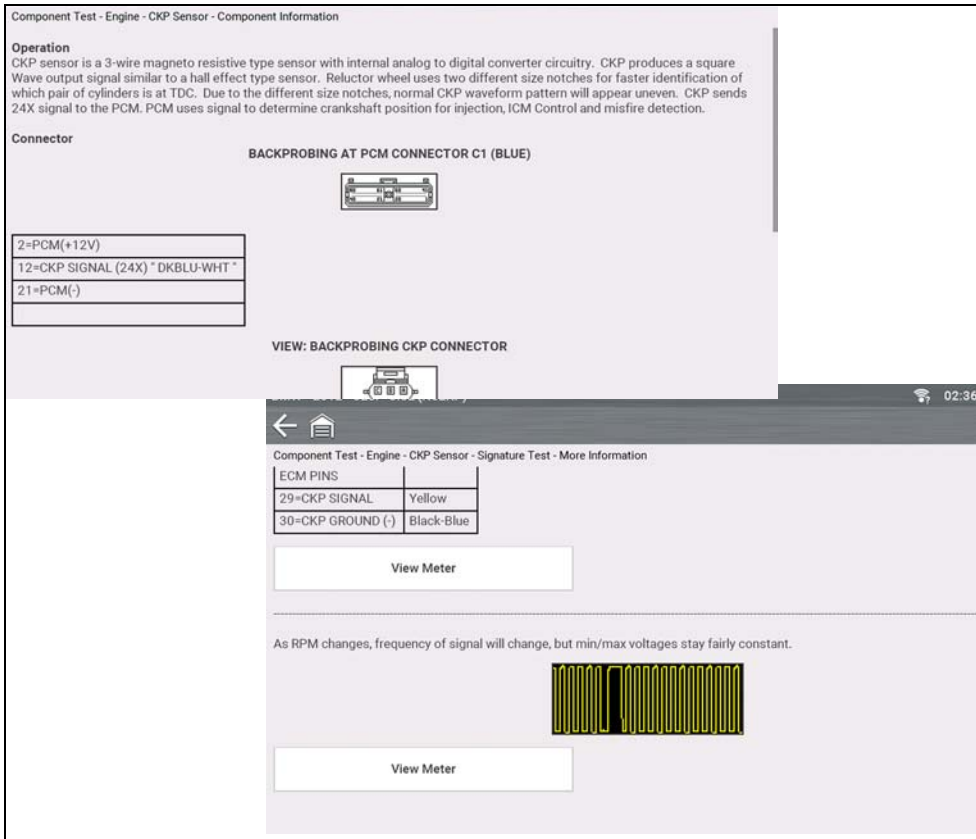 Component Test - Engine - CKP Sensor - Component Information
Operation
CKP sensor is a 3-wire magneto resistive type sensor with internal analog to digital converter circuitry. CKP produces a square
Wave output signal similar to a hall effect type sensor. Reluctor wheel uses two different size notches for faster identification of
which pair of cylinders is at TDC. Due to the different size notches, normal CKP waveform pattern will appear uneven. CKP sends
24X signal to the PCM. PCM uses signal to determine crankshaft position for injection, ICM Control and misfire detection.
Connector
BACKPROBING AT PCM CONNECTOR C1 (BLUE)
2=PCM(+12V)
12=CKP SIGNAL (24X) " DKBLU-WHT "
21=PCM(-)
VIEW: BACKPROBING CKP CONNECTOR
C B A
02:36
Component Test - Engine - CKP Sensor - Signature Test - More Information
ECM PINS
29=CKP SIGNAL Yellow
30=CKP GROUND (-) Black-Blue
View Meter
As RPM changes, frequency of signal will change, but min/max voltages stay fairly constant.
View Meter